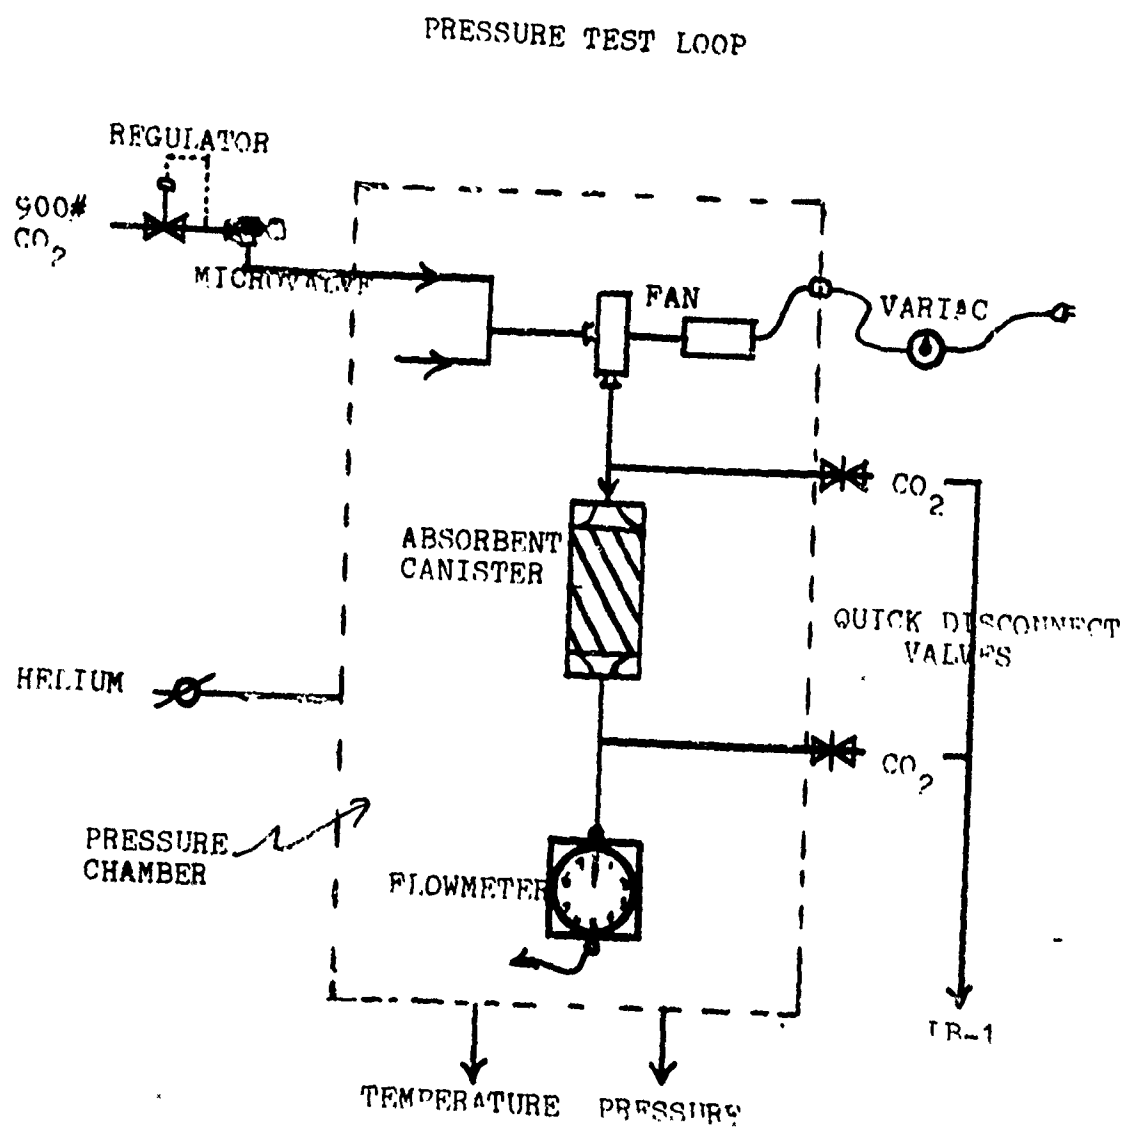 PRESSURE TEST LOOP
REGULATOR
900#
CO2
MICROVALVE
FAN
VARIAC
CO2
ABSORBENT
CANISTER
QUICK DISCONNECT
VALVES
HELIUM
CO2
PRESSURE
CHAMBER
FLOWMETER
TEMPERATURE PRESSURE